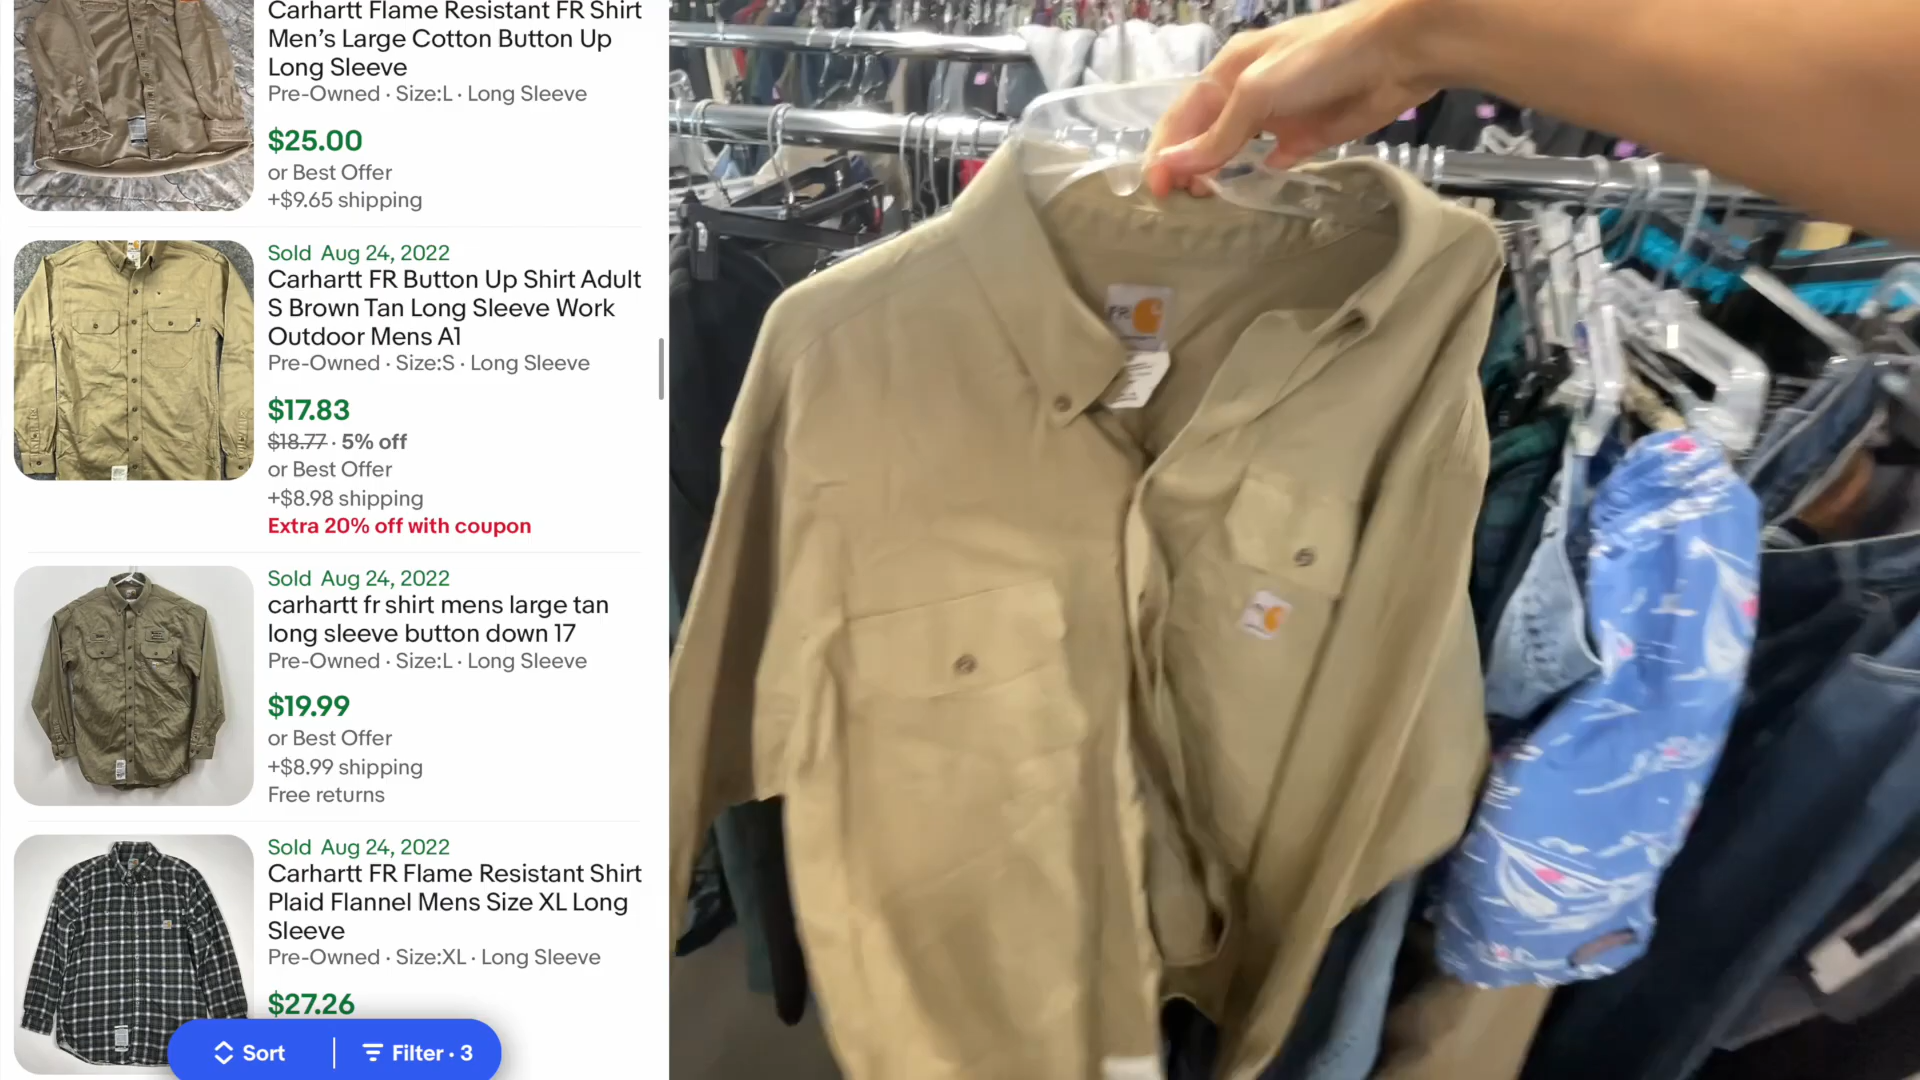 Carhartt Flame Resistant FR Shirt
Men's Large Cotton Button Up
Long Sleeve
Pre-Owned · Size:L · Long Sleeve
$25.00
or Best Offer
+$9.65 shipping
Sold Aug 24, 2022
Carhartt FR Button Up Shirt Adult
S Brown Tan Long Sleeve Work
Outdoor Mens A1
Pre-Owned · Size:S · Long Sleeve
$17.83
$18.77 · 5% off
or Best Offer
+$8.98 shipping
Extra 20% off with coupon
Sold Aug 24, 2022
carhartt fr shirt mens large tan
long sleeve button down 17
Pre-Owned · Size:L · Long Sleeve
$19.99
or Best Offer
+$8.99 shipping
Free returns
Sold Aug 24, 2022
Carhartt FR Flame Resistant Shirt
Plaid Flannel Mens Size XL Long
Sleeve
Pre-Owned · Size:XL · Long Sleeve
$27.26
Sort
Filter · 3
FR